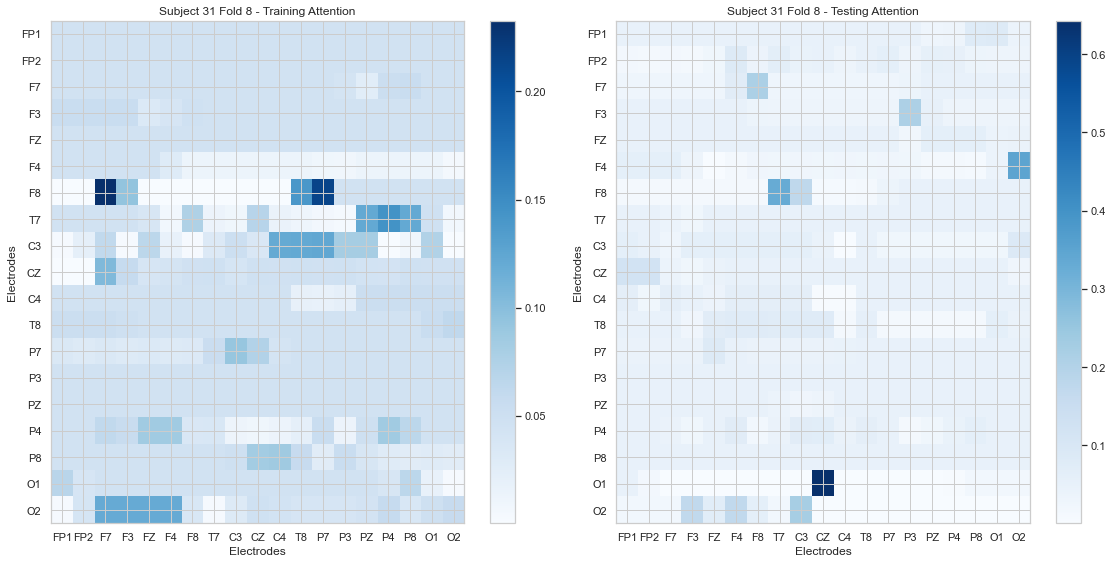 Subject 31 Fold 8 - Training Attention
FP1
FP2
F7
F3
FZ
F4
F8
T7
C3
CZ
C4
T8
P7
P3
PZ
P4
P8
O1
O2
Electrodes
FP1 FP2 F7 F3 FZ F4 F8 T7 C3 CZ C4 T8 P7 P3 PZ P4 P8 O1 O2
Electrodes
0.20
0.15
0.10
0.05
Subject 31 Fold 8 - Testing Attention
FP1
FP2
F7
F3
FZ
F4
F8
T7
C3
CZ
C4
T8
P7
P3
PZ
P4
P8
O1
O2
Electrodes
FP1 FP2 F7 F3 FZ F4 F8 T7 C3 CZ C4 T8 P7 P3 PZ P4 P8 O1 O2
Electrodes
0.6
0.5
0.4
0.3
0.2
0.1